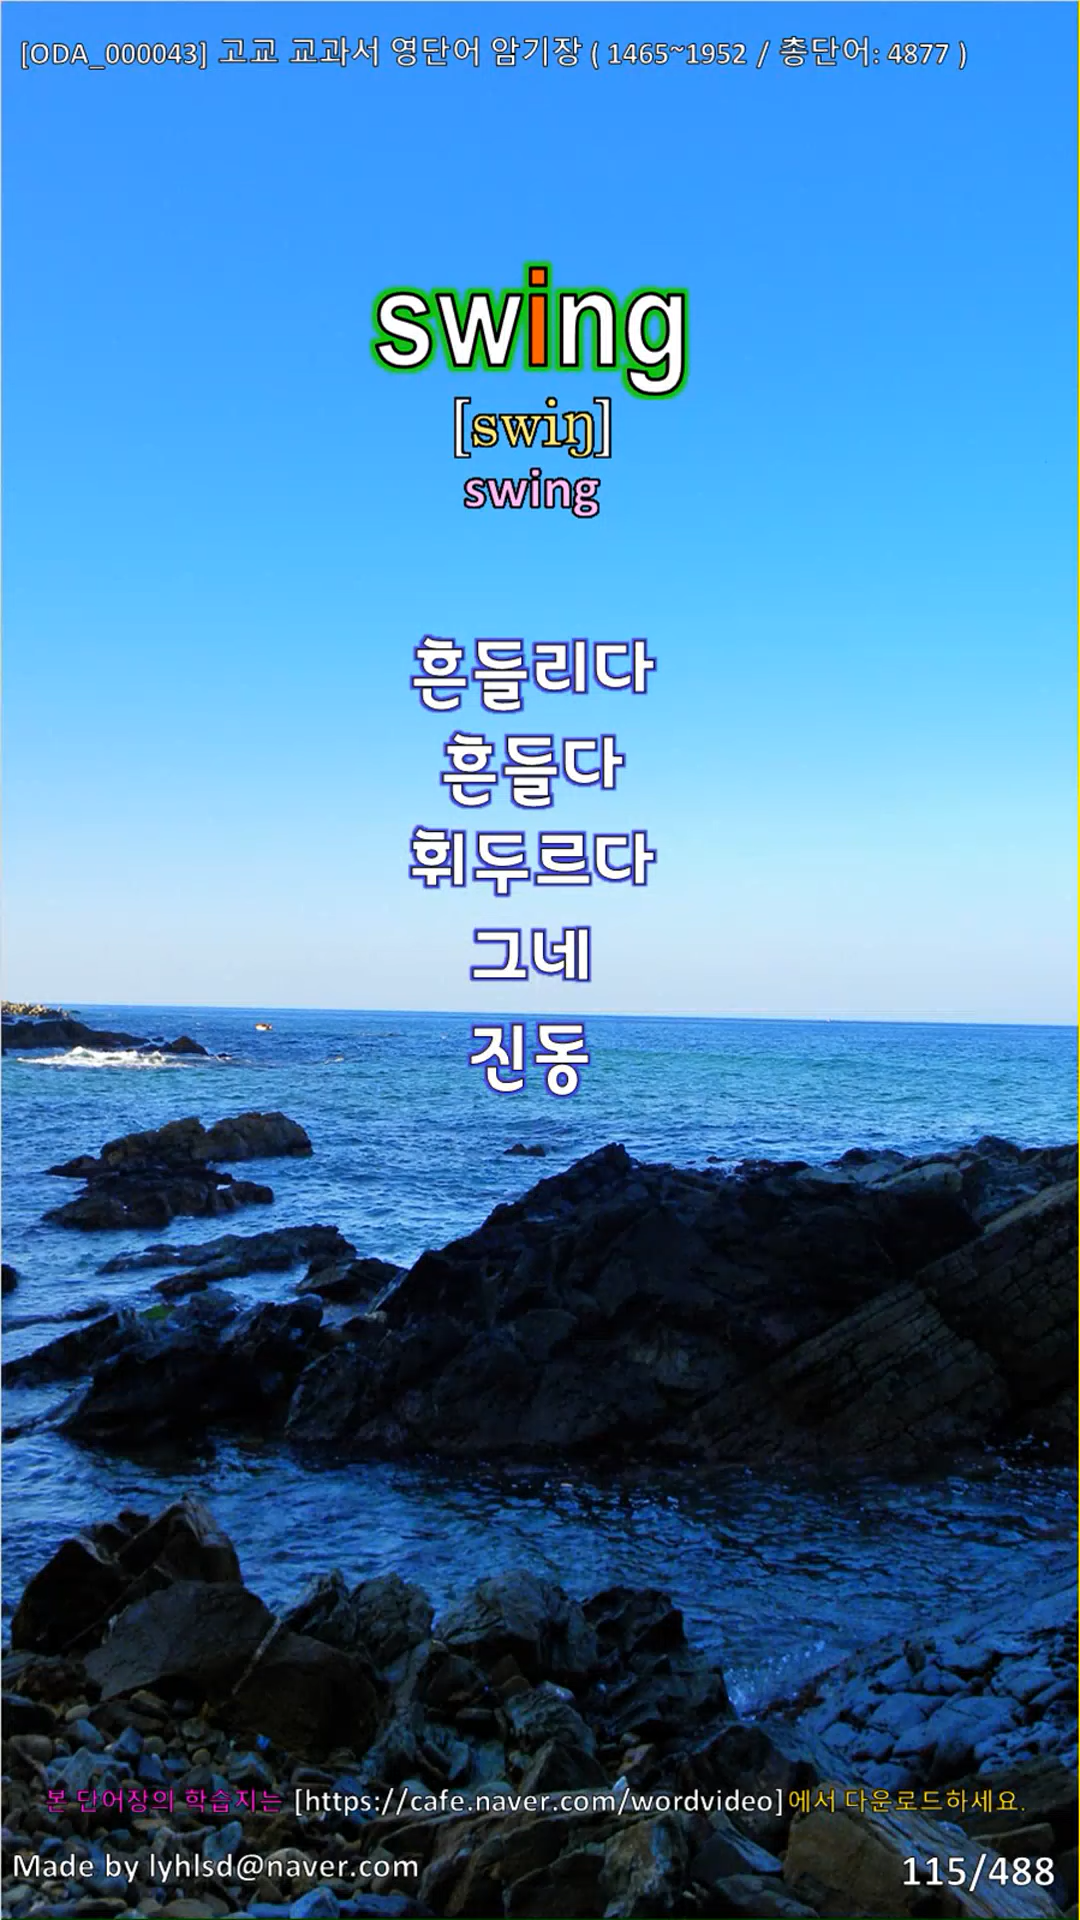 [ODA_000043] 고교 교과서 영단어 암기장 ( 1465~1952 / 총단어: 4877 )
swing
[swiŋ]
swing
흔들리다
흔들다
휘두르다
그네
진동
본 단어장의 학습지는 [https://cafe.naver.com/wordvideo]에서 다운로드하세요.
Made by lyhlsd@naver.com
115/488